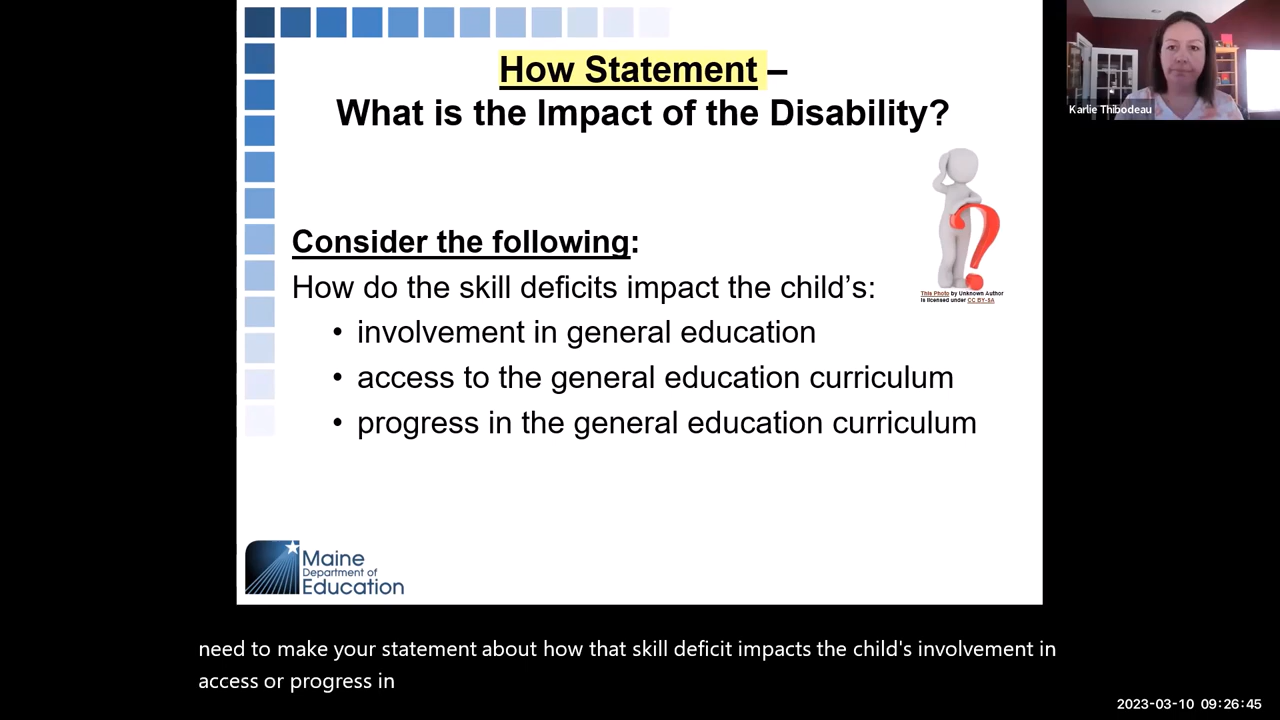 How Statement –
What is the Impact of the Disability?
Karlie Thibodeau
Consider the following:
How do the skill deficits impact the child’s:
• involvement in general education
• access to the general education curriculum
• progress in the general education curriculum
This Photo by Unknown Author
is licensed under CC BY-SA
Maine
Department of
Education
need to make your statement about how that skill deficit impacts the child's involvement in
access or progress in
2023-03-10 09:26:45